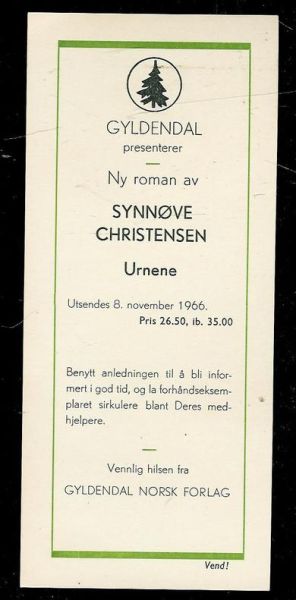 GYLDENDAL
presenterer
Ny roman av
SYNNØVE
CHRISTENSEN
Urnene
Utsendes 8. november 1966.
Pris 26.50, ib. 35.00
Benytt anledningen til å bli infor-
mert i god tid, og la forhåndseksem-
plaret sirkulere blant Deres med-
hjelpere.
Vennlig hilsen fra
GYLDENDAL NORSK FORLAG
Vend!